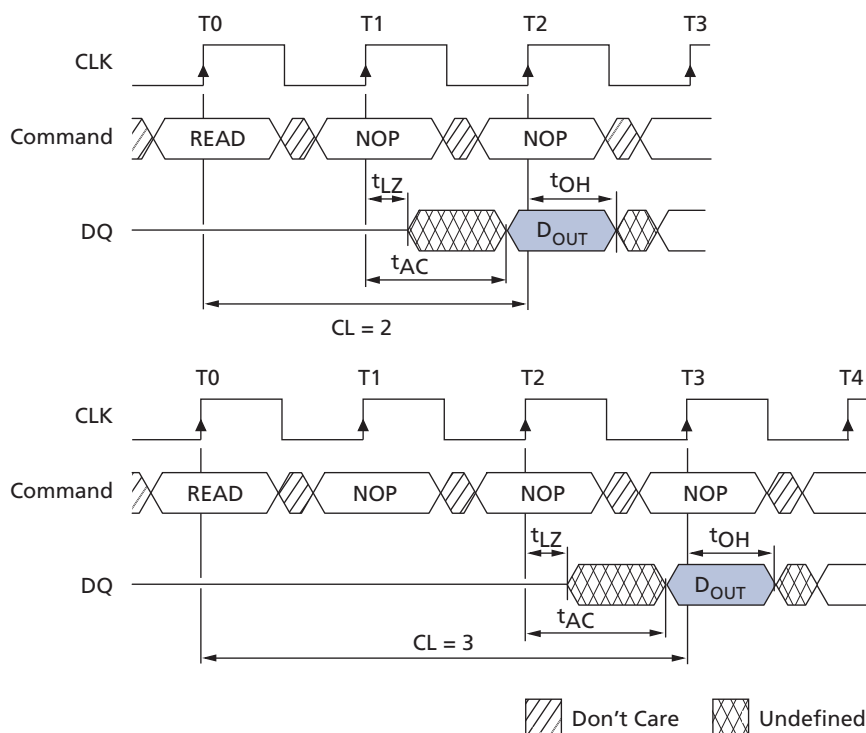 T0 T1 T2 T3
CLK
Command READ NOP NOP
tLZ tOH
DQ DOUT
tAC
CL = 2
T0 T1 T2 T3 T4
CLK
Command READ NOP NOP NOP
tLZ tOH
DQ DOUT
tAC
CL = 3
Don't Care Undefined